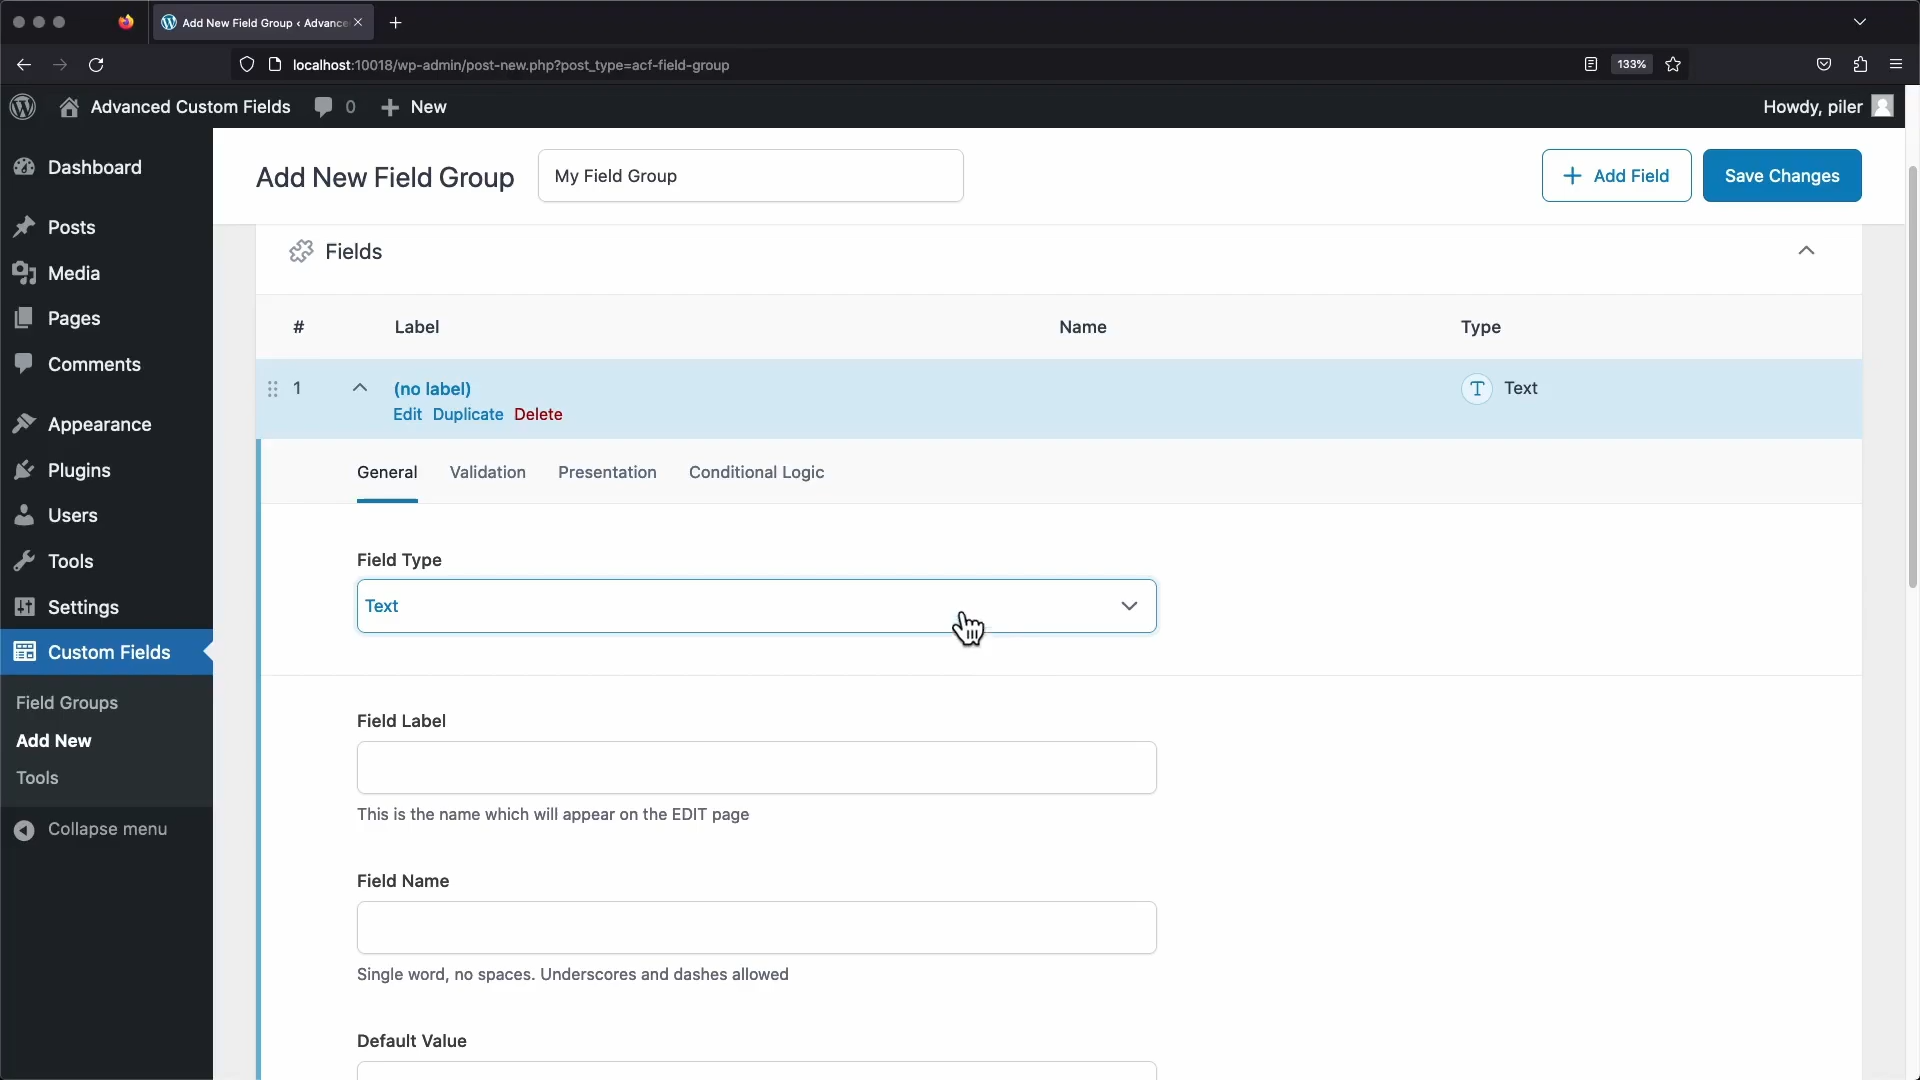 Add New Field Group ‹ Advance
localhost:10018/wp-admin/post-new.php?post_type=acf-field-group
133%
Advanced Custom Fields
0
New
Howdy, piler
Dashboard
Posts
Media
Pages
Comments
Appearance
Plugins
Users
Tools
Settings
Custom Fields
Field Groups
Add New
Tools
Collapse menu
Add New Field Group
My Field Group
Add Field
Save Changes
Fields
# Label Name Type
1 (no label) T Text
Edit Duplicate Delete
General Validation Presentation Conditional Logic
Field Type
Text
Field Label
This is the name which will appear on the EDIT page
Field Name
Single word, no spaces. Underscores and dashes allowed
Default Value